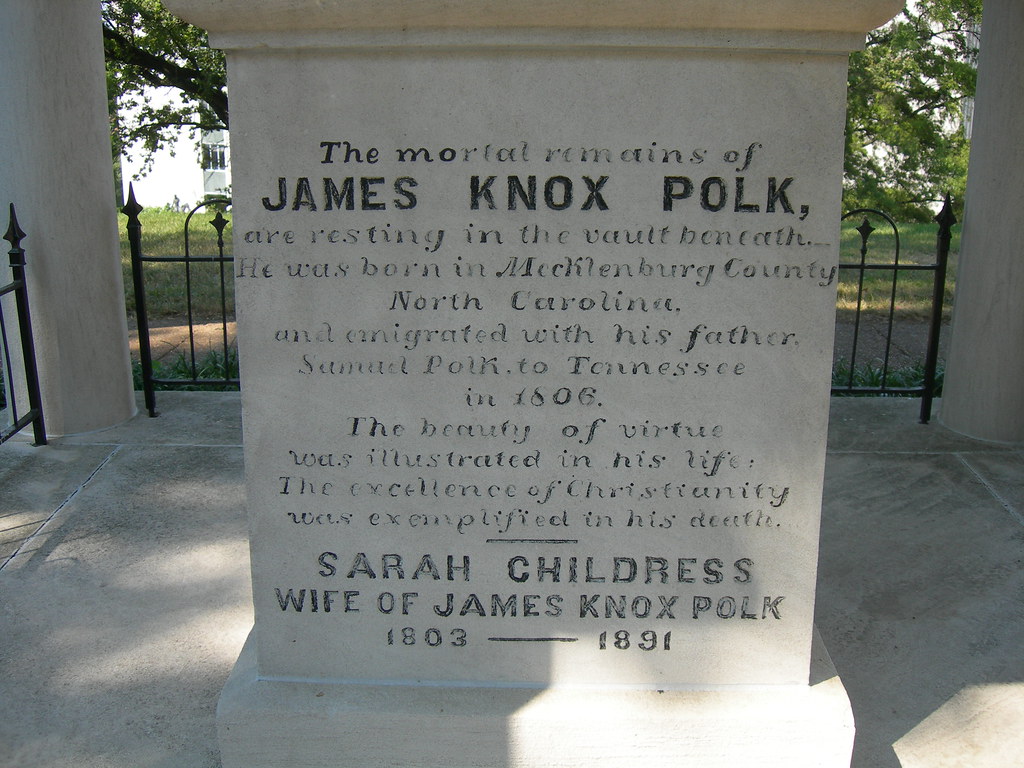 The mortal remains of
JAMES KNOX POLK,
are resting in the vault beneath.
He was born in Mecklenburg County
North Carolina.
and emigrated with his father,
Samuel Polk, to Tennessee
in 1806.
The beauty of virtue
was illustrated in his life:
The excellence of Christianity
was exemplified in his death.
SARAH CHILDRESS
WIFE OF JAMES KNOX POLK
1803 — 1891